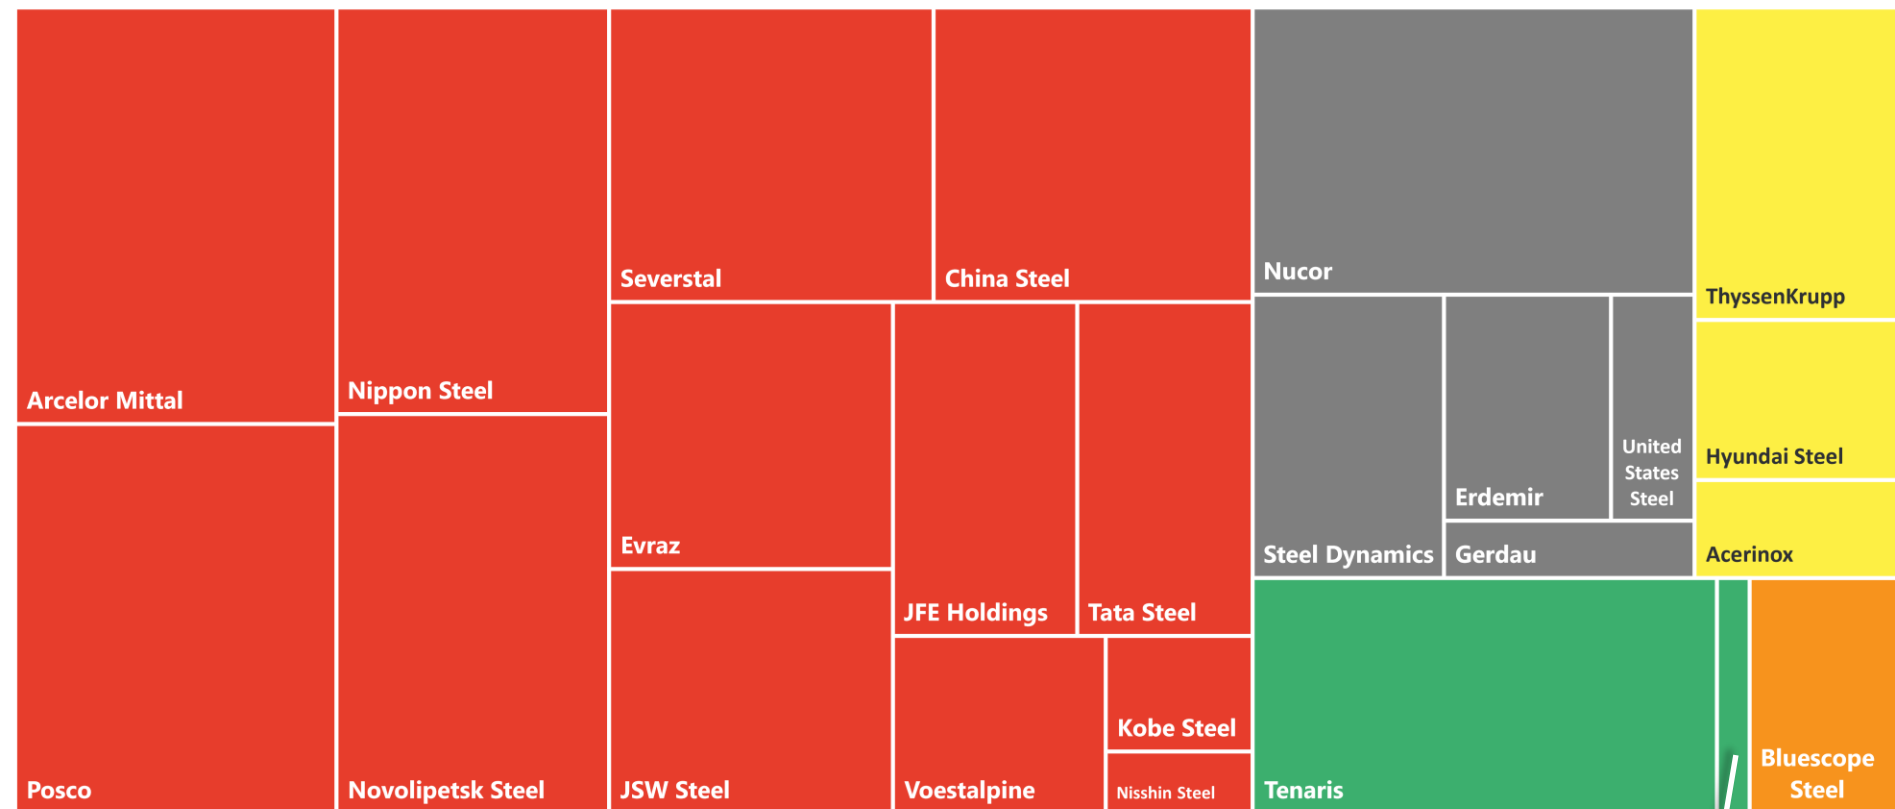 Arcelor Mittal
Posco
Nippon Steel
Novolipetsk Steel
Severstal
China Steel
Evraz
JSW Steel
JFE Holdings
Tata Steel
Voestalpine
Kobe Steel
Nisshin Steel
Nucor
Steel Dynamics
Erdemir
United
States
Steel
Gerdau
ThyssenKrupp
Hyundai Steel
Acerinox
Tenaris
Bluescope
Steel